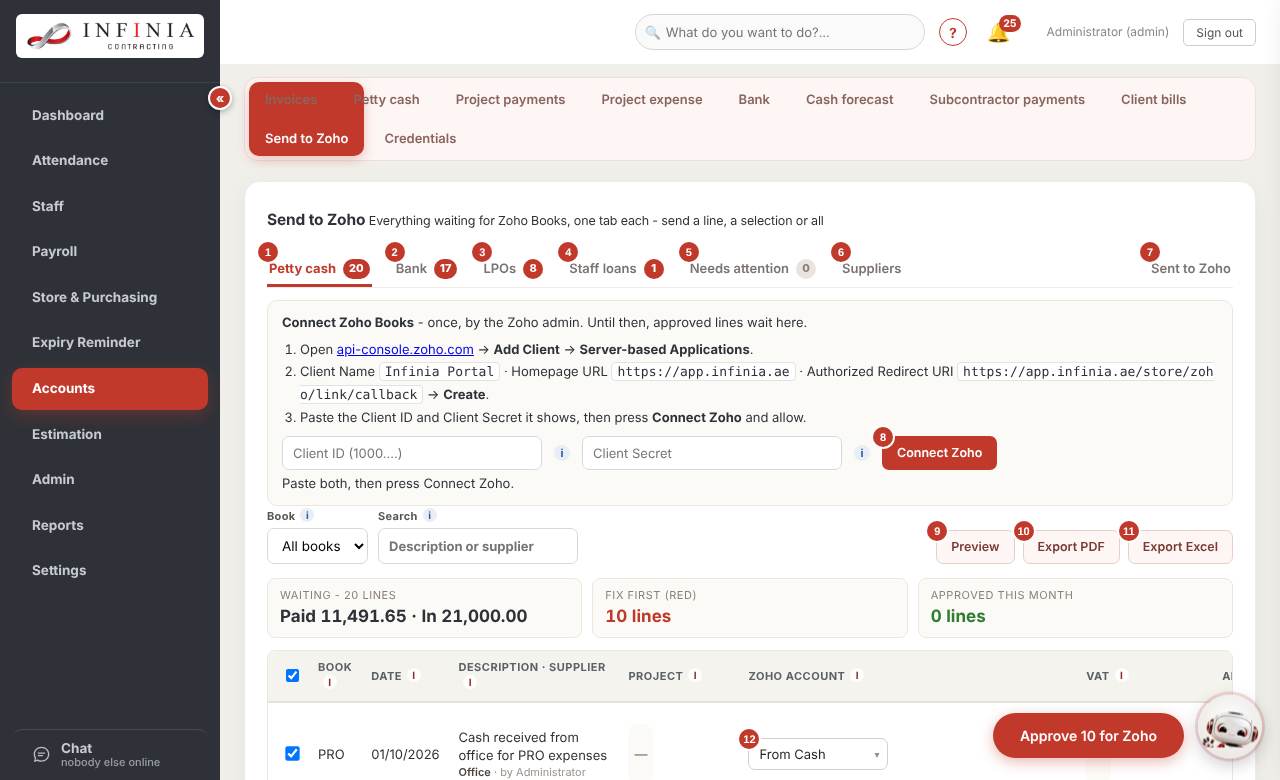 INFINIA
CONTRACTING
What do you want to do?...
?
25
Administrator (admin)
Sign out
«
Dashboard
Attendance
Staff
Payroll
Store & Purchasing
Expiry Reminder
Accounts
Estimation
Admin
Reports
Settings
Chat
nobody else online
Invoices
Petty cash
Project payments
Project expense
Bank
Cash forecast
Subcontractor payments
Client bills
Send to Zoho
Credentials
Send to Zoho Everything waiting for Zoho Books, one tab each - send a line, a selection or all
1 2 3 4 5 6 7
Petty cash 20 Bank 17 LPOs 8 Staff loans 1 Needs attention 0 Suppliers Sent to Zoho
Connect Zoho Books - once, by the Zoho admin. Until then, approved lines wait here.
1. Open api-console.zoho.com → Add Client → Server-based Applications.
2. Client Name Infinia Portal · Homepage URL https://app.infinia.ae · Authorized Redirect URI https://app.infinia.ae/store/zoh
o/link/callback → Create.
3. Paste the Client ID and Client Secret it shows, then press Connect Zoho and allow.
Client ID (1000....) i Client Secret i 8 Connect Zoho
Paste both, then press Connect Zoho.
Book i Search i
All books Description or supplier 9 Preview 10 Export PDF 11 Export Excel
WAITING - 20 LINES
Paid 11,491.65 · In 21,000.00
FIX FIRST (RED)
10 lines
APPROVED THIS MONTH
0 lines
BOOK I DATE I DESCRIPTION · SUPPLIER I PROJECT I ZOHO ACCOUNT I VAT I
PRO 01/10/2026 Cash received from
office for PRO expenses
Office · by Administrator
—
12 From Cash
Approve 10 for Zoho